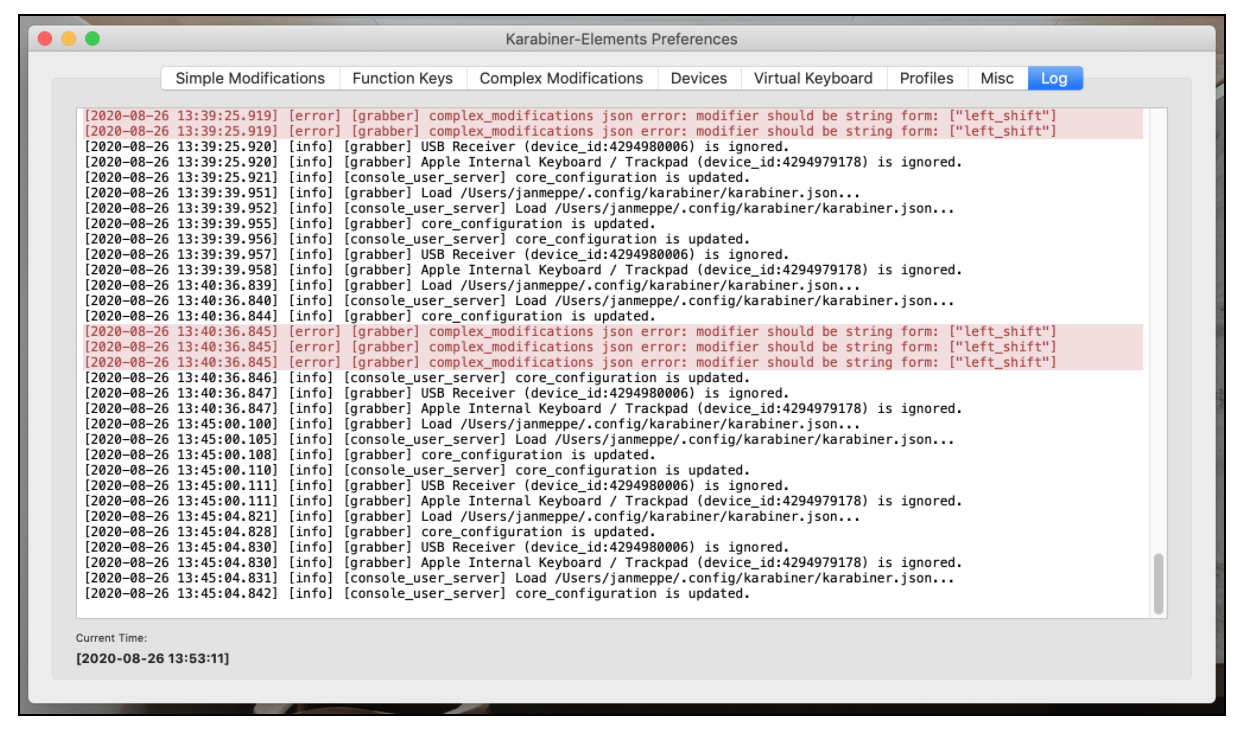 Karabiner-Elements Preferences
Simple Modifications Function Keys Complex Modifications Devices Virtual Keyboard Profiles Misc Log
[2020-08-26 13:39:25.919] [error] [grabber] complex_modifications json error: modifier should be string form: ["left_shift"]
[2020-08-26 13:39:25.919] [error] [grabber] complex_modifications json error: modifier should be string form: ["left_shift"]
[2020-08-26 13:39:25.920] [info] [grabber] USB Receiver (device_id:4294980006) is ignored.
[2020-08-26 13:39:25.920] [info] [grabber] Apple Internal Keyboard / Trackpad (device_id:4294979178) is ignored.
[2020-08-26 13:39:25.921] [info] [console_user_server] core_configuration is updated.
[2020-08-26 13:39:39.951] [info] [grabber] Load /Users/janmeppe/.config/karabiner/karabiner.json...
[2020-08-26 13:39:39.952] [info] [console_user_server] Load /Users/janmeppe/.config/karabiner/karabiner.json...
[2020-08-26 13:39:39.955] [info] [grabber] core_configuration is updated.
[2020-08-26 13:39:39.956] [info] [console_user_server] core_configuration is updated.
[2020-08-26 13:39:39.957] [info] [grabber] USB Receiver (device_id:4294980006) is ignored.
[2020-08-26 13:39:39.958] [info] [grabber] Apple Internal Keyboard / Trackpad (device_id:4294979178) is ignored.
[2020-08-26 13:40:36.839] [info] [grabber] Load /Users/janmeppe/.config/karabiner/karabiner.json...
[2020-08-26 13:40:36.840] [info] [console_user_server] Load /Users/janmeppe/.config/karabiner/karabiner.json...
[2020-08-26 13:40:36.844] [info] [grabber] core_configuration is updated.
[2020-08-26 13:40:36.845] [error] [grabber] complex_modifications json error: modifier should be string form: ["left_shift"]
[2020-08-26 13:40:36.845] [error] [grabber] complex_modifications json error: modifier should be string form: ["left_shift"]
[2020-08-26 13:40:36.845] [error] [grabber] complex_modifications json error: modifier should be string form: ["left_shift"]
[2020-08-26 13:40:36.846] [info] [console_user_server] core_configuration is updated.
[2020-08-26 13:40:36.847] [info] [grabber] USB Receiver (device_id:4294980006) is ignored.
[2020-08-26 13:40:36.847] [info] [grabber] Apple Internal Keyboard / Trackpad (device_id:4294979178) is ignored.
[2020-08-26 13:45:00.100] [info] [grabber] Load /Users/janmeppe/.config/karabiner/karabiner.json...
[2020-08-26 13:45:00.105] [info] [console_user_server] Load /Users/janmeppe/.config/karabiner/karabiner.json...
[2020-08-26 13:45:00.108] [info] [grabber] core_configuration is updated.
[2020-08-26 13:45:00.110] [info] [console_user_server] core_configuration is updated.
[2020-08-26 13:45:00.111] [info] [grabber] USB Receiver (device_id:4294980006) is ignored.
[2020-08-26 13:45:00.111] [info] [grabber] Apple Internal Keyboard / Trackpad (device_id:4294979178) is ignored.
[2020-08-26 13:45:04.821] [info] [grabber] Load /Users/janmeppe/.config/karabiner/karabiner.json...
[2020-08-26 13:45:04.828] [info] [grabber] core_configuration is updated.
[2020-08-26 13:45:04.830] [info] [grabber] USB Receiver (device_id:4294980006) is ignored.
[2020-08-26 13:45:04.830] [info] [grabber] Apple Internal Keyboard / Trackpad (device_id:4294979178) is ignored.
[2020-08-26 13:45:04.831] [info] [console_user_server] Load /Users/janmeppe/.config/karabiner/karabiner.json...
[2020-08-26 13:45:04.842] [info] [console_user_server] core_configuration is updated.
Current Time:
[2020-08-26 13:53:11]